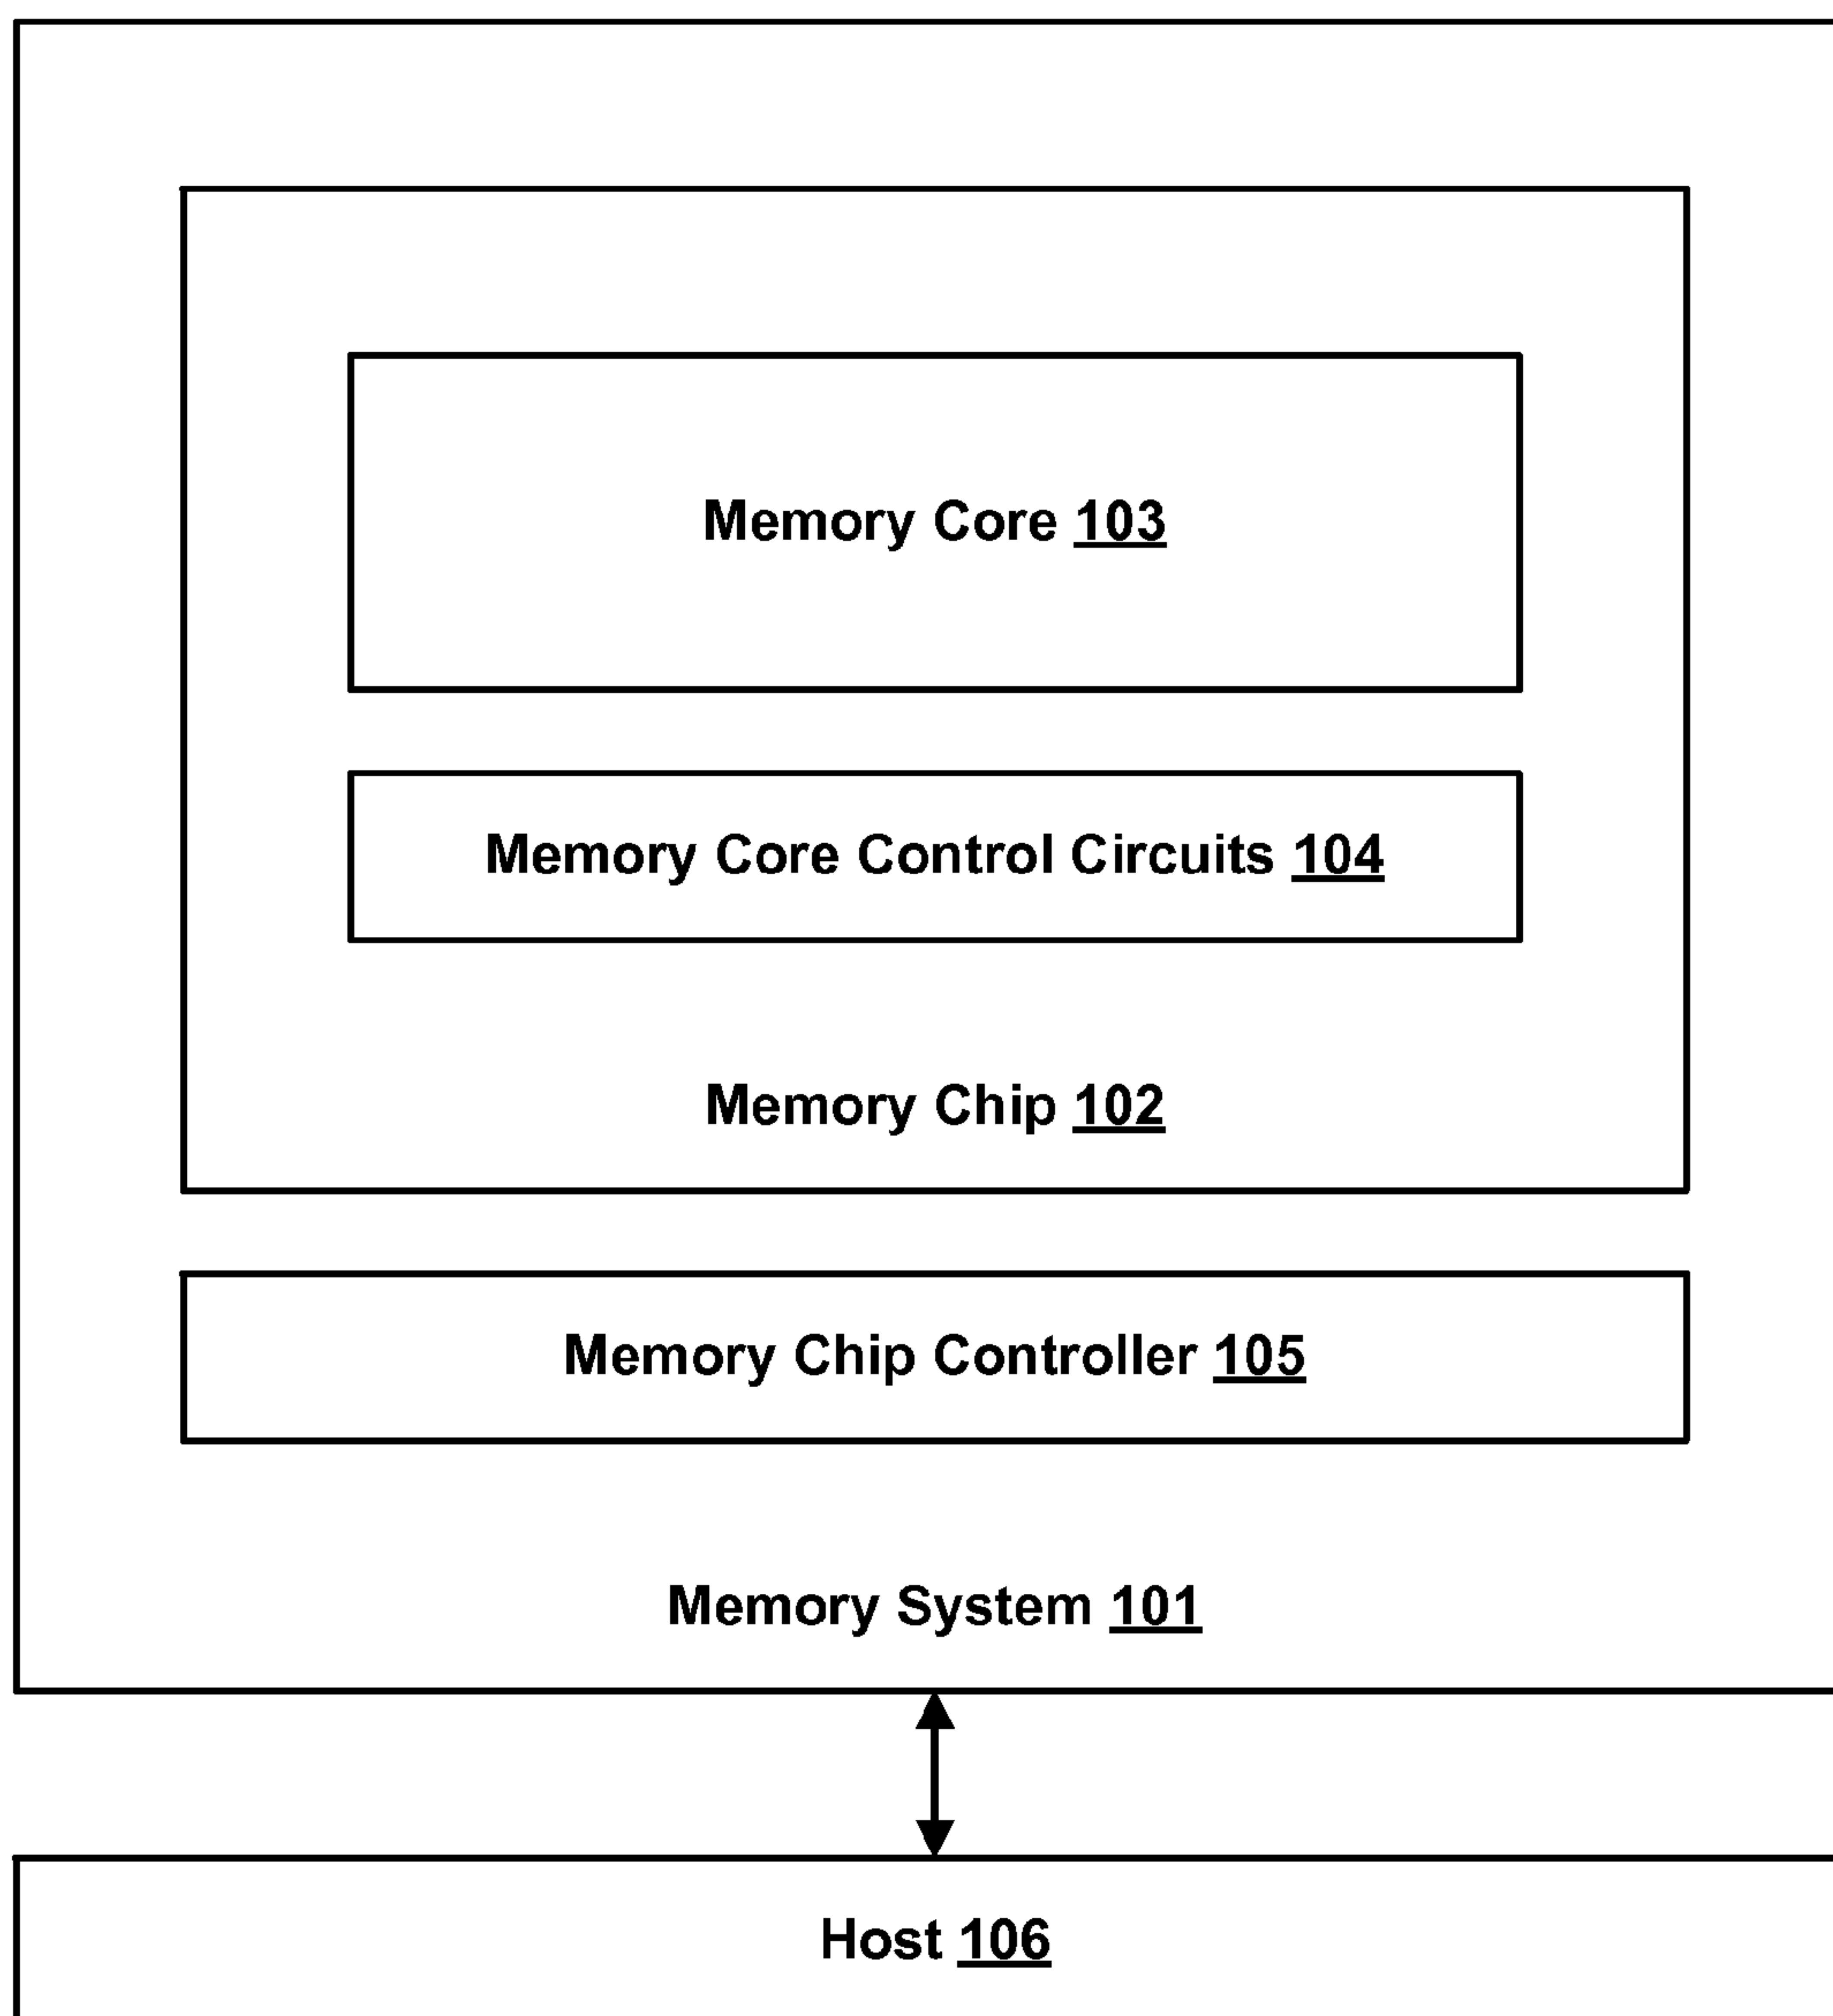 Memory Core 103
Memory Core Control Circuits 104
Memory Chip 102
Memory Chip Controller 105
Memory System 101
Host 106